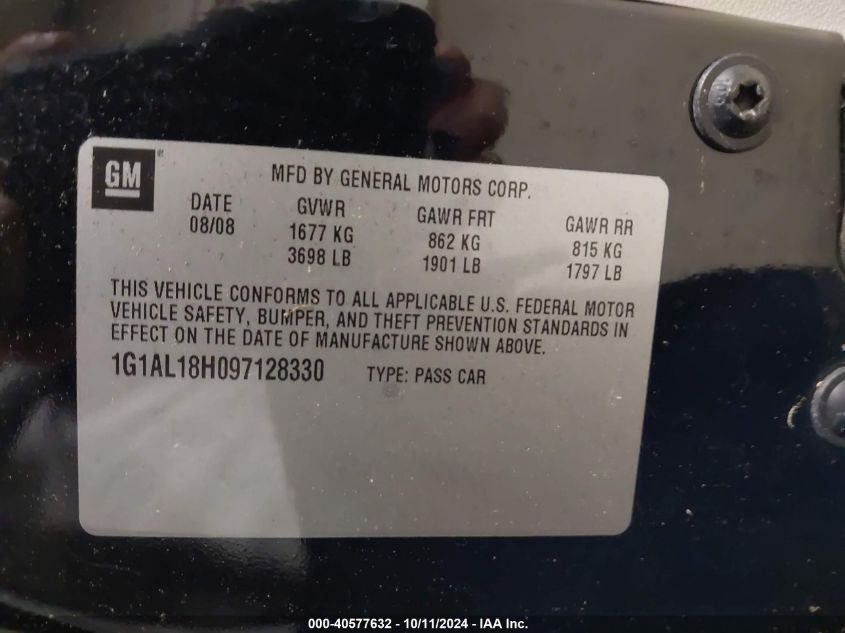 GM
MFD BY GENERAL MOTORS CORP.
DATE GVWR GAWR FRT GAWR RR
08/08 1677 KG 862 KG 815 KG
3698 LB 1901 LB 1797 LB
THIS VEHICLE CONFORMS TO ALL APPLICABLE U.S. FEDERAL MOTOR
VEHICLE SAFETY, BUMPER, AND THEFT PREVENTION STANDARDS IN
EFFECT ON THE DATE OF MANUFACTURE SHOWN ABOVE.
1G1AL18H097128330 TYPE: PASS CAR
000-40577632 - 10/11/2024 - IAA Inc.